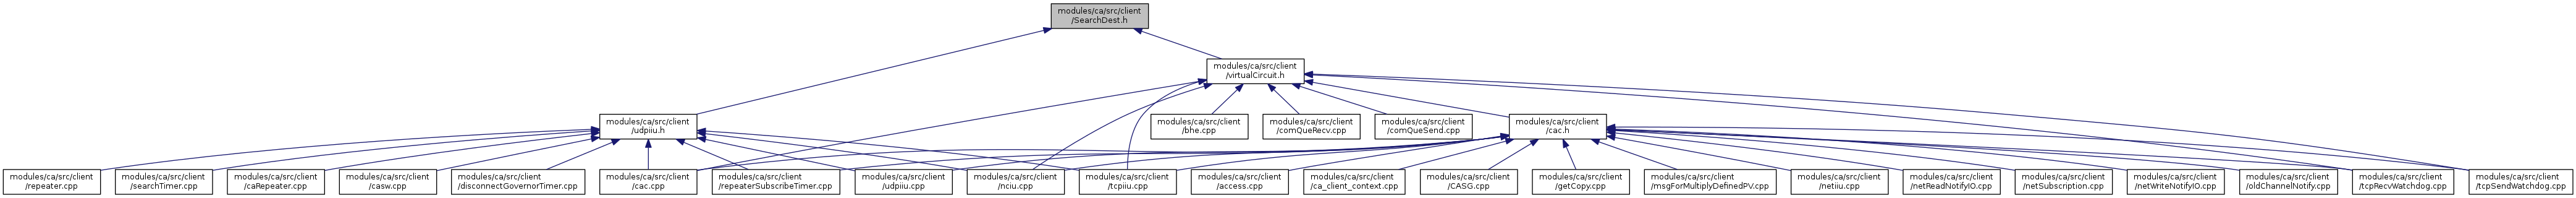 modules/ca/src/client
/SearchDest.h
modules/ca/src/client
/virtualCircuit.h
modules/ca/src/client
/udpiiu.h
modules/ca/src/client
/bhe.cpp
modules/ca/src/client
/comQueRecv.cpp
modules/ca/src/client
/comQueSend.cpp
modules/ca/src/client
/cac.h
modules/ca/src/client
/repeater.cpp
modules/ca/src/client
/searchTimer.cpp
modules/ca/src/client
/caRepeater.cpp
modules/ca/src/client
/casw.cpp
modules/ca/src/client
/disconnectGovernorTimer.cpp
modules/ca/src/client
/cac.cpp
modules/ca/src/client
/repeaterSubscribeTimer.cpp
modules/ca/src/client
/udpiiu.cpp
modules/ca/src/client
/nciu.cpp
modules/ca/src/client
/tcpiiu.cpp
modules/ca/src/client
/access.cpp
modules/ca/src/client
/ca_client_context.cpp
modules/ca/src/client
/CASG.cpp
modules/ca/src/client
/getCopy.cpp
modules/ca/src/client
/msgForMultiplyDefinedPV.cpp
modules/ca/src/client
/netiiu.cpp
modules/ca/src/client
/netReadNotifyIO.cpp
modules/ca/src/client
/netSubscription.cpp
modules/ca/src/client
/netWriteNotifyIO.cpp
modules/ca/src/client
/oldChannelNotify.cpp
modules/ca/src/client
/tcpRecvWatchdog.cpp
modules/ca/src/client
/tcpSendWatchdog.cpp